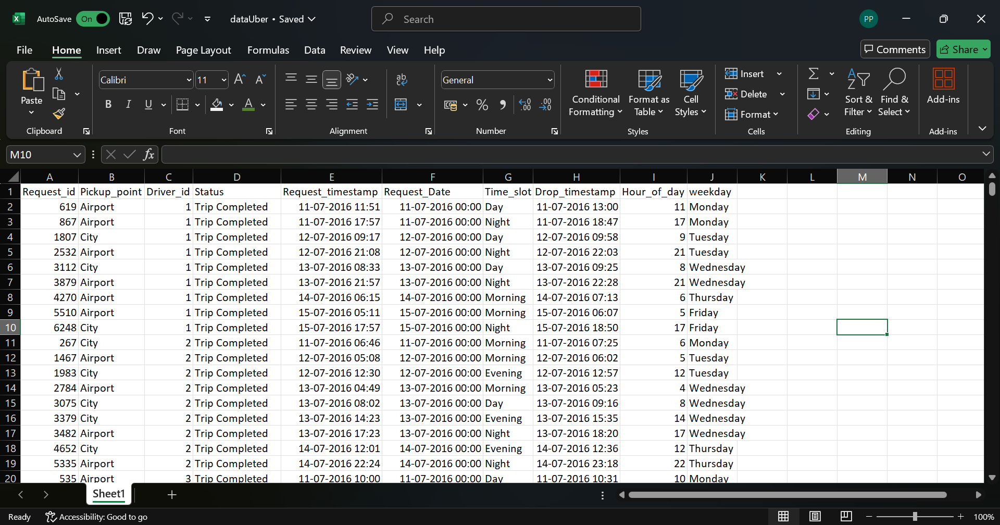 AutoSave On dataUber • Saved Search PP
File Home Insert Draw Page Layout Formulas Data Review View Help Comments Share
Paste Calibri 11 General Conditional Formatting Format as Table Cell Styles Insert Delete Format Sort & Filter Find & Select Add-ins
B I U A ab c % 
Clipboard Font Alignment Number Styles Cells Editing Add-ins
M10 fx
A B C D E F G H I J K L M N O
1 Request_id Pickup_point Driver_id Status Request_timestamp Request_Date Time_slot Drop_timestamp Hour_of_day weekday
2 619 Airport 1 Trip Completed 11-07-2016 11:51 11-07-2016 00:00 Day 11-07-2016 13:00 11 Monday
3 867 Airport 1 Trip Completed 11-07-2016 17:57 11-07-2016 00:00 Night 11-07-2016 18:47 17 Monday
4 1807 City 1 Trip Completed 12-07-2016 09:17 12-07-2016 00:00 Day 12-07-2016 09:58 9 Tuesday
5 2532 Airport 1 Trip Completed 12-07-2016 21:08 12-07-2016 00:00 Night 12-07-2016 22:03 21 Tuesday
6 3112 City 1 Trip Completed 13-07-2016 08:33 13-07-2016 00:00 Day 13-07-2016 09:25 8 Wednesday
7 3879 Airport 1 Trip Completed 13-07-2016 21:57 13-07-2016 00:00 Night 13-07-2016 22:28 21 Wednesday
8 4270 Airport 1 Trip Completed 14-07-2016 06:15 14-07-2016 00:00 Morning 14-07-2016 07:13 6 Thursday
9 5510 Airport 1 Trip Completed 15-07-2016 05:11 15-07-2016 00:00 Morning 15-07-2016 06:07 5 Friday
10 6248 City 1 Trip Completed 15-07-2016 17:57 15-07-2016 00:00 Night 15-07-2016 18:50 17 Friday
11 267 City 2 Trip Completed 11-07-2016 06:46 11-07-2016 00:00 Morning 11-07-2016 07:25 6 Monday
12 1467 Airport 2 Trip Completed 12-07-2016 05:08 12-07-2016 00:00 Morning 12-07-2016 06:02 5 Tuesday
13 1983 City 2 Trip Completed 12-07-2016 12:30 12-07-2016 00:00 Evening 12-07-2016 12:57 12 Tuesday
14 2784 Airport 2 Trip Completed 13-07-2016 04:49 13-07-2016 00:00 Morning 13-07-2016 05:23 4 Wednesday
15 3075 City 2 Trip Completed 13-07-2016 08:02 13-07-2016 00:00 Day 13-07-2016 09:16 8 Wednesday
16 3379 City 2 Trip Completed 13-07-2016 14:23 13-07-2016 00:00 Evening 13-07-2016 15:35 14 Wednesday
17 3482 Airport 2 Trip Completed 13-07-2016 17:23 13-07-2016 00:00 Night 13-07-2016 18:20 17 Wednesday
18 4652 City 2 Trip Completed 14-07-2016 12:01 14-07-2016 00:00 Evening 14-07-2016 12:36 12 Thursday
19 5335 Airport 2 Trip Completed 14-07-2016 22:24 14-07-2016 00:00 Night 14-07-2016 23:18 22 Thursday
20 535 Airport 3 Trip Completed 11-07-2016 10:00 11-07-2016 00:00 Day 11-07-2016 10:31 10 Monday
Sheet1
Ready Accessibility: Good to go 100%